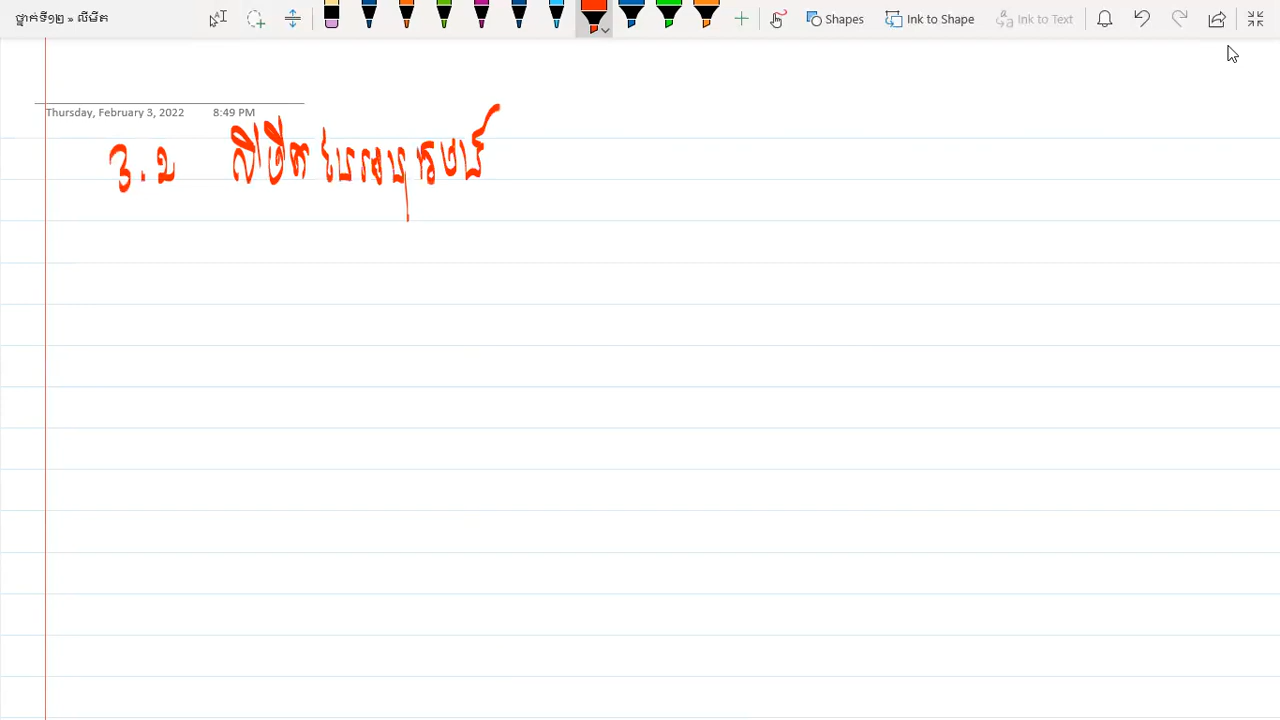 ថ្នាក់ទី១២ » លីមីត
Shapes
Ink to Shape
Ink to Text
Thursday, February 3, 2022 8:49 PM
3.2 លីមីតនៃអនុគមន៍